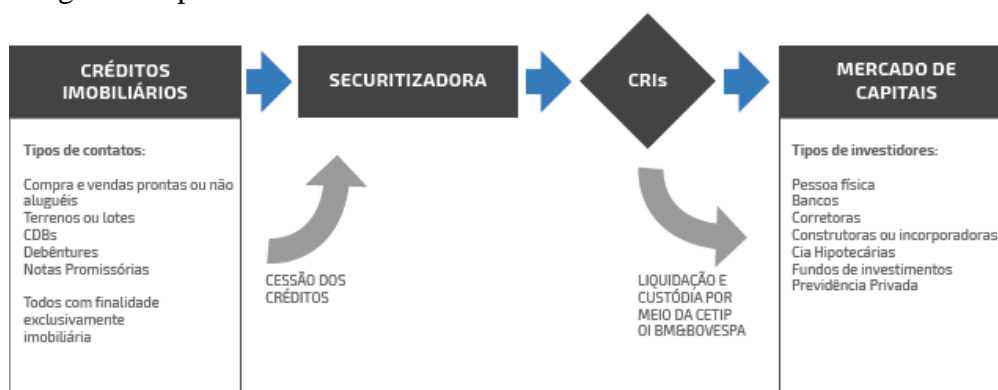 CRÉDITOS
IMOBILIÁRIOS
SECURITIZADORA
CRIs
MERCADO DE
CAPITAIS
Tipos de contatos:
Compra e vendas prontas ou não
aluguéis
Terrenos ou lotes
CDBs
Debêntures
Notas Promissórias
Todos com finalidade
exclusivamente
imobiliária
CESSÃO DOS
CRÉDITOS
LIQUIDAÇÃO E
CUSTÓDIA POR
MEIO DA CETIP
OI BM&BOVESPA
Tipos de investidores:
Pessoa física
Bancos
Corretoras
Construtoras ou incorporadoras
Cia Hipotecárias
Fundos de investimentos
Previdência Privada